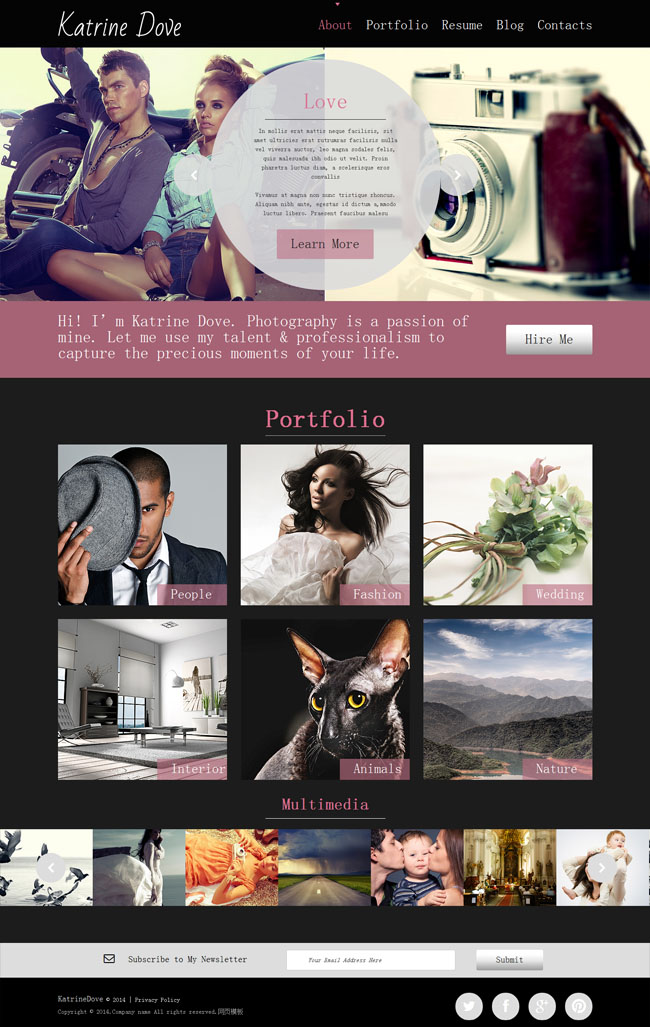 Katrine Dove
About Portfolio Resume Blog Contacts
Love
In mollis erat mattis neque facilisis, sit
amet ultricies erat rutrumras facilisis nulla
vel viverra auctor, leo magna sodales felis,
quis malesuada ibh odio ut velit. Proin
pharetra luctus diam, a scelerisque eros
convallis
Vivamus at magna non nunc tristique rhoncus.
Aliquam nibh ante, egestas id dictum a,mmodo
luctus libero. Praesent faucibus malesu
Learn More
Hi! I’m Katrine Dove. Photography is a passion of
mine. Let me use my talent & professionalism to
capture the precious moments of your life.
Hire Me
Portfolio
People
Fashion
Wedding
Interior
Animals
Nature
Multimedia
Subscribe to My Newsletter
Your Email Address Here
Submit
KatrineDove © 2014 | Privacy Policy
Copyright © 2014.Company name All rights reserved.网页模板